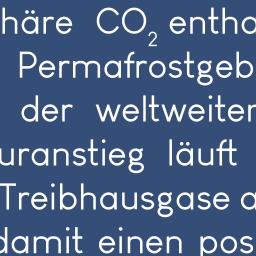 häre CO₂ entha
Permafrostgeb
der weltweiten
uranstieg läuft
Treibhausgase a
damit einen pos